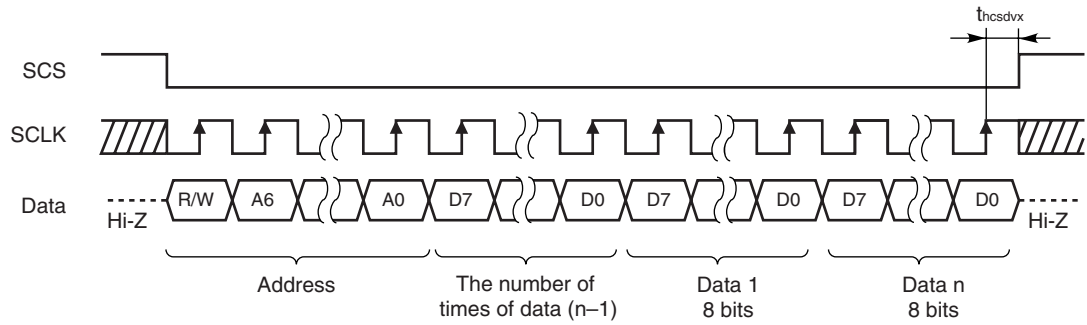 thcsdvx
SCS
SCLK
Data
R/W A6 A0 D7 D0 D7 D0 D7 D0
Hi-Z Hi-Z
Address
The number of
times of data (n–1)
Data 1
8 bits
Data n
8 bits